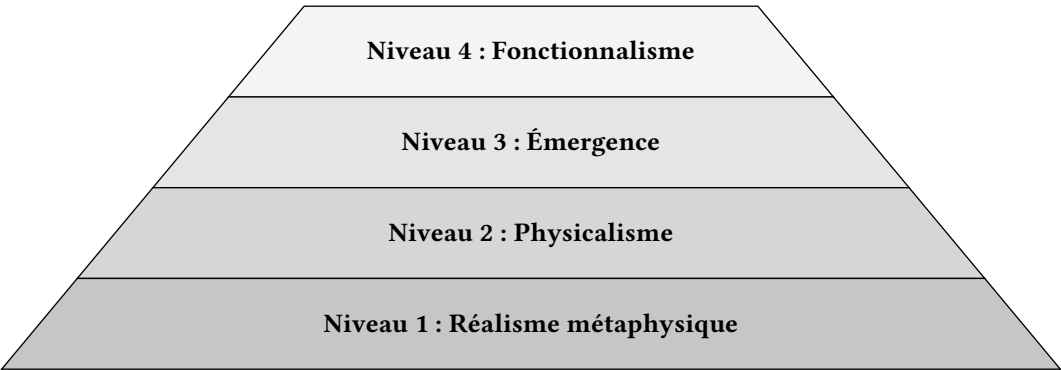 Niveau 4 : Fonctionnalisme
Niveau 3 : Émergence
Niveau 2 : Physicalisme
Niveau 1 : Réalisme métaphysique